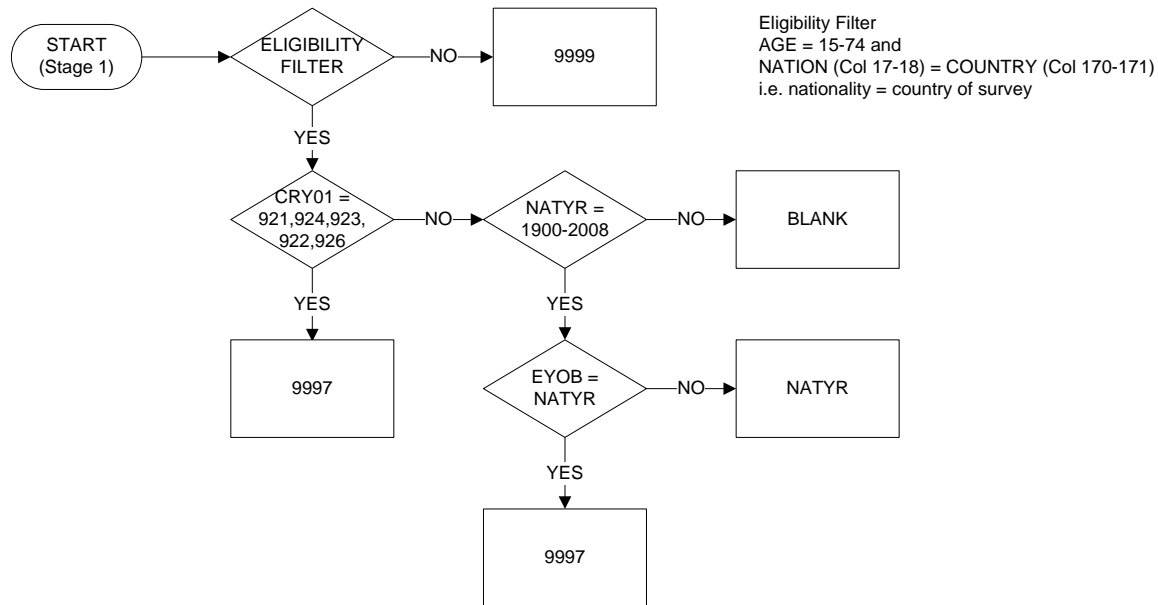 START
(Stage 1)
ELIGIBILITY
FILTER
NO
9999
Eligibility Filter
AGE = 15-74 and
NATION (Col 17-18) = COUNTRY (Col 170-171)
i.e. nationality = country of survey
YES
CRY01 =
921,924,923,
922,926
NO
NATYR =
1900-2008
NO
BLANK
YES
YES
9997
EYOB =
NATYR
NO
NATYR
YES
9997